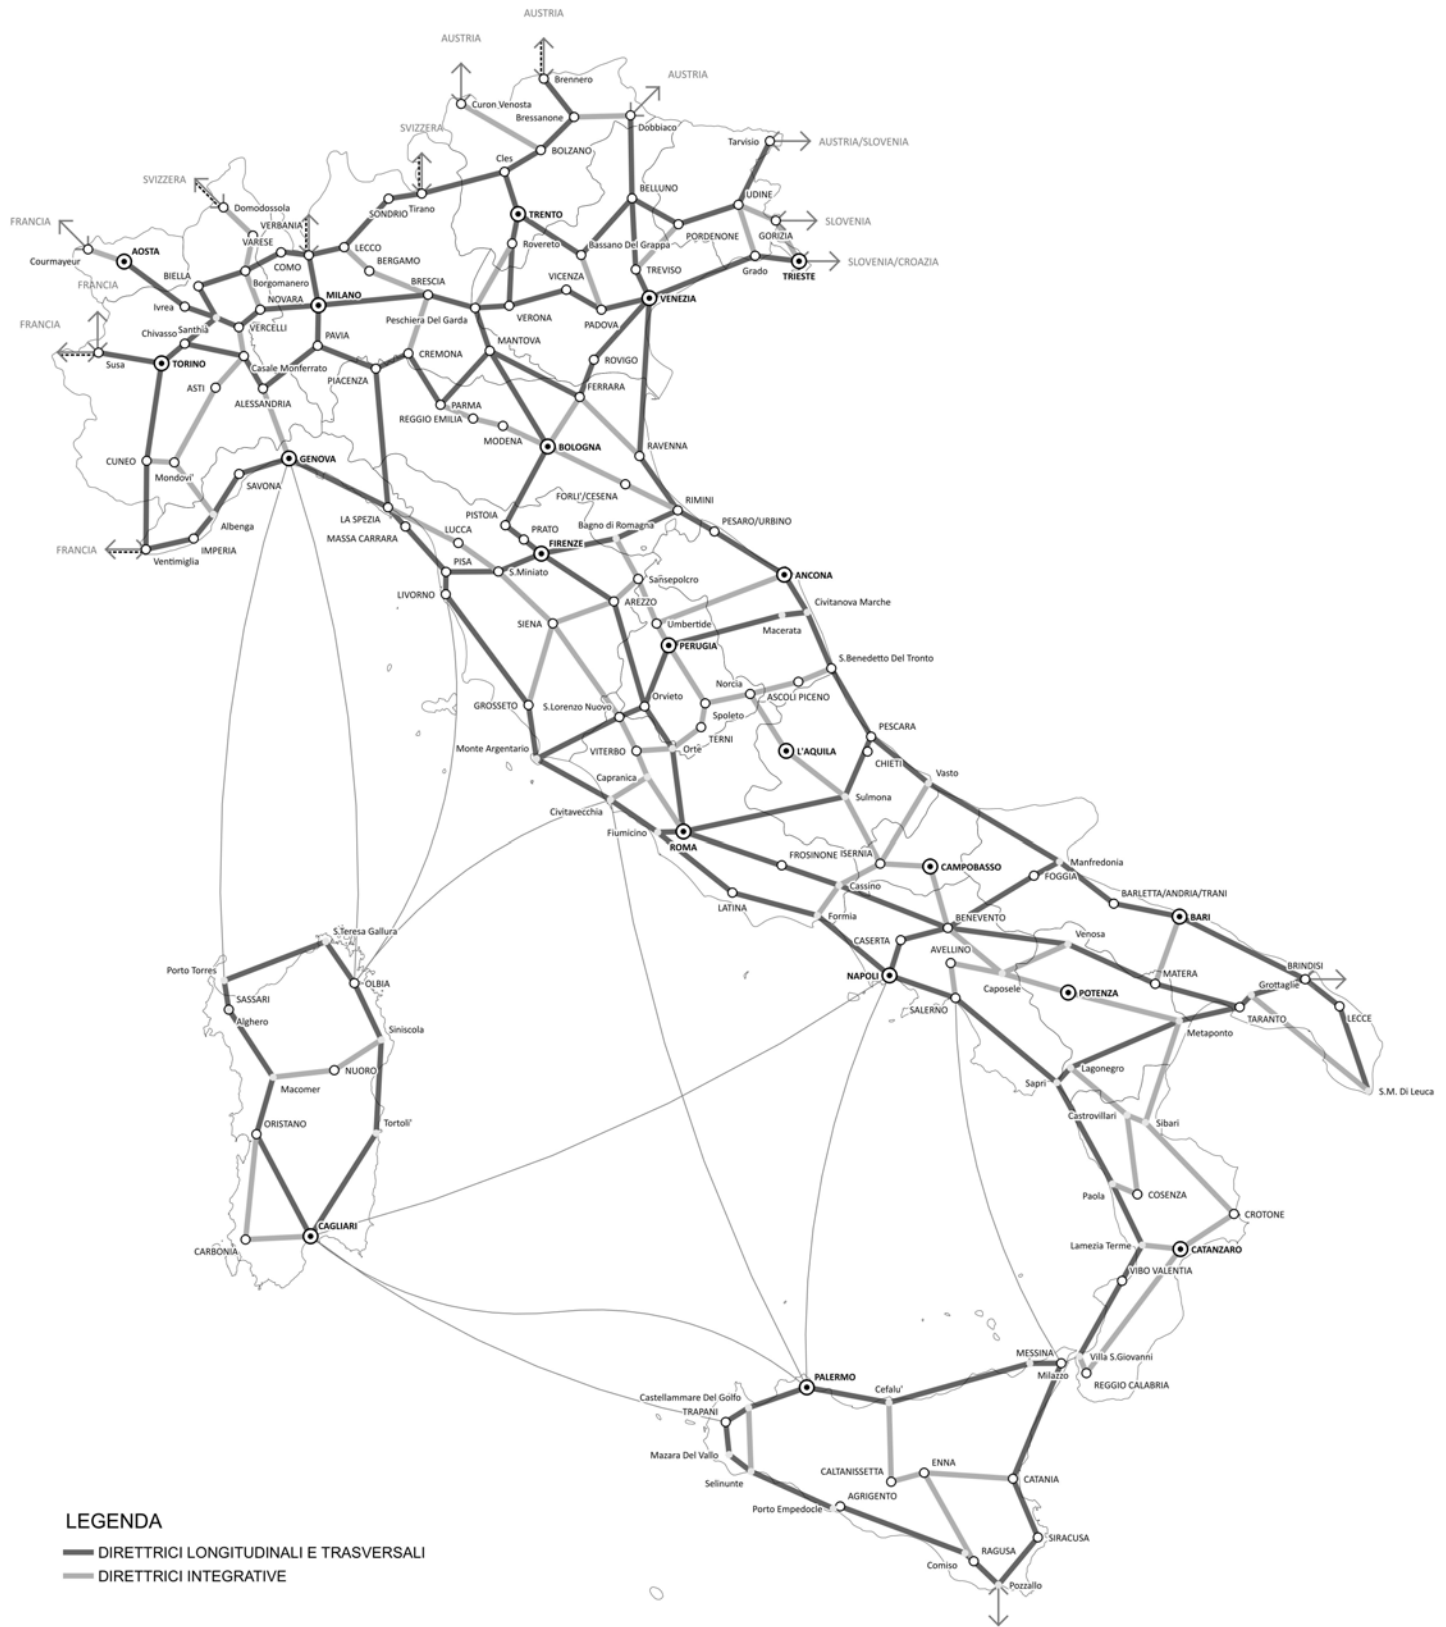 AUSTRIA
AUSTRIA
Brennero
AUSTRIA
Curon Venosta
Bressanone
Dobbiaco
SVIZZERA
Tarvisio
AUSTRIA/SLOVENIA
BOLZANO
Cles
SVIZZERA
BELLUNO
UDINE
Domodossola
SONDRIO
Tirano
TRENTO
FRANCIA
VERBANIA
SLOVENIA
PORDENONE
GORIZIA
VARESE
LECCO
Rovereto
Bassano Del Grappa
AOSTA
Courmayeur
COMO
BERGAMO
TREVISO
Grado
TRIESTE
SLOVENIA/CROAZIA
BIELLA
Borgomanero
BRESCIA
VICENZA
FRANCIA
NOVARA
MILANO
VENEZIA
Ivrea
Peschiera Del Garda
VERONA
PADOVA
FRANCIA
Chivasso
Santhià
VERCELLI
PAVIA
MANTOVA
CREMONA
ROVIGO
Susa
TORINO
Casale Monferrato
PIACENZA
ASTI
FERRARA
ALESSANDRIA
PARMA
REGGIO EMILIA
MODENA
BOLOGNA
RAVENNA
CUNEO
GENOVA
Mondovi'
SAVONA
FORLI'/CESENA
RIMINI
PISTOIA
LA SPEZIA
PESARO/URBINO
Albenga
LUCCA
PRATO
Bagno di Romagna
MASSA CARRARA
FIRENZE
FRANCIA
IMPERIA
Ventimiglia
PISA
S.Miniato
ANCONA
Sansepolcro
LIVORNO
AREZZO
Civitanova Marche
SIENA
Umbertide
Macerata
PERUGIA
S.Benedetto Del Tronto
Norcia
ASCOLI PICENO
GROSSETO
S.Lorenzo Nuovo
Orvieto
Spoleto
PESCARA
TERNI
Monte Argentario
VITERBO
Orte
L'AQUILA
CHIETI
Capranica
Vasto
Sulmona
Civitavecchia
Fiumicino
ROMA
FROSINONE
ISERNIA
CAMPOBASSO
Manfredonia
FOGGIA
Cassino
BARLETTA/ANDRIA/TRANI
LATINA
Formia
BENEVENTO
BARI
S.Teresa Gallura
CASERTA
Venosa
AVELLINO
Porto Torres
NAPOLI
BRINDISI
OLBIA
Caposele
MATERA
Grottaglie
SASSARI
POTENZA
Alghero
SALERNO
TARANTO
LECCE
Siniscola
Metaponto
NUORO
Lagonegro
Macomer
Sapri
S.M. Di Leuca
ORISTANO
Tortoli'
Castrovillari
Sibari
Paola
COSENZA
CROTONE
CAGLIARI
CARBONIA
Lamezia Terme
CATANZARO
VIBO VALENTIA
MESSINA
Villa S.Giovanni
Milazzo
REGGIO CALABRIA
PALERMO
Castellammare Del Golfo
Cefalu'
TRAPANI
Mazara Del Vallo
ENNA
CALTANISSETTA
Selinunte
CATANIA
AGRIGENTO
Porto Empedocle
LEGENDA
SIRACUSA
DIRETTRICI LONGITUDINALI E TRASVERSALI
RAGUSA
Comiso
DIRETTRICI INTEGRATIVE
Pozzallo